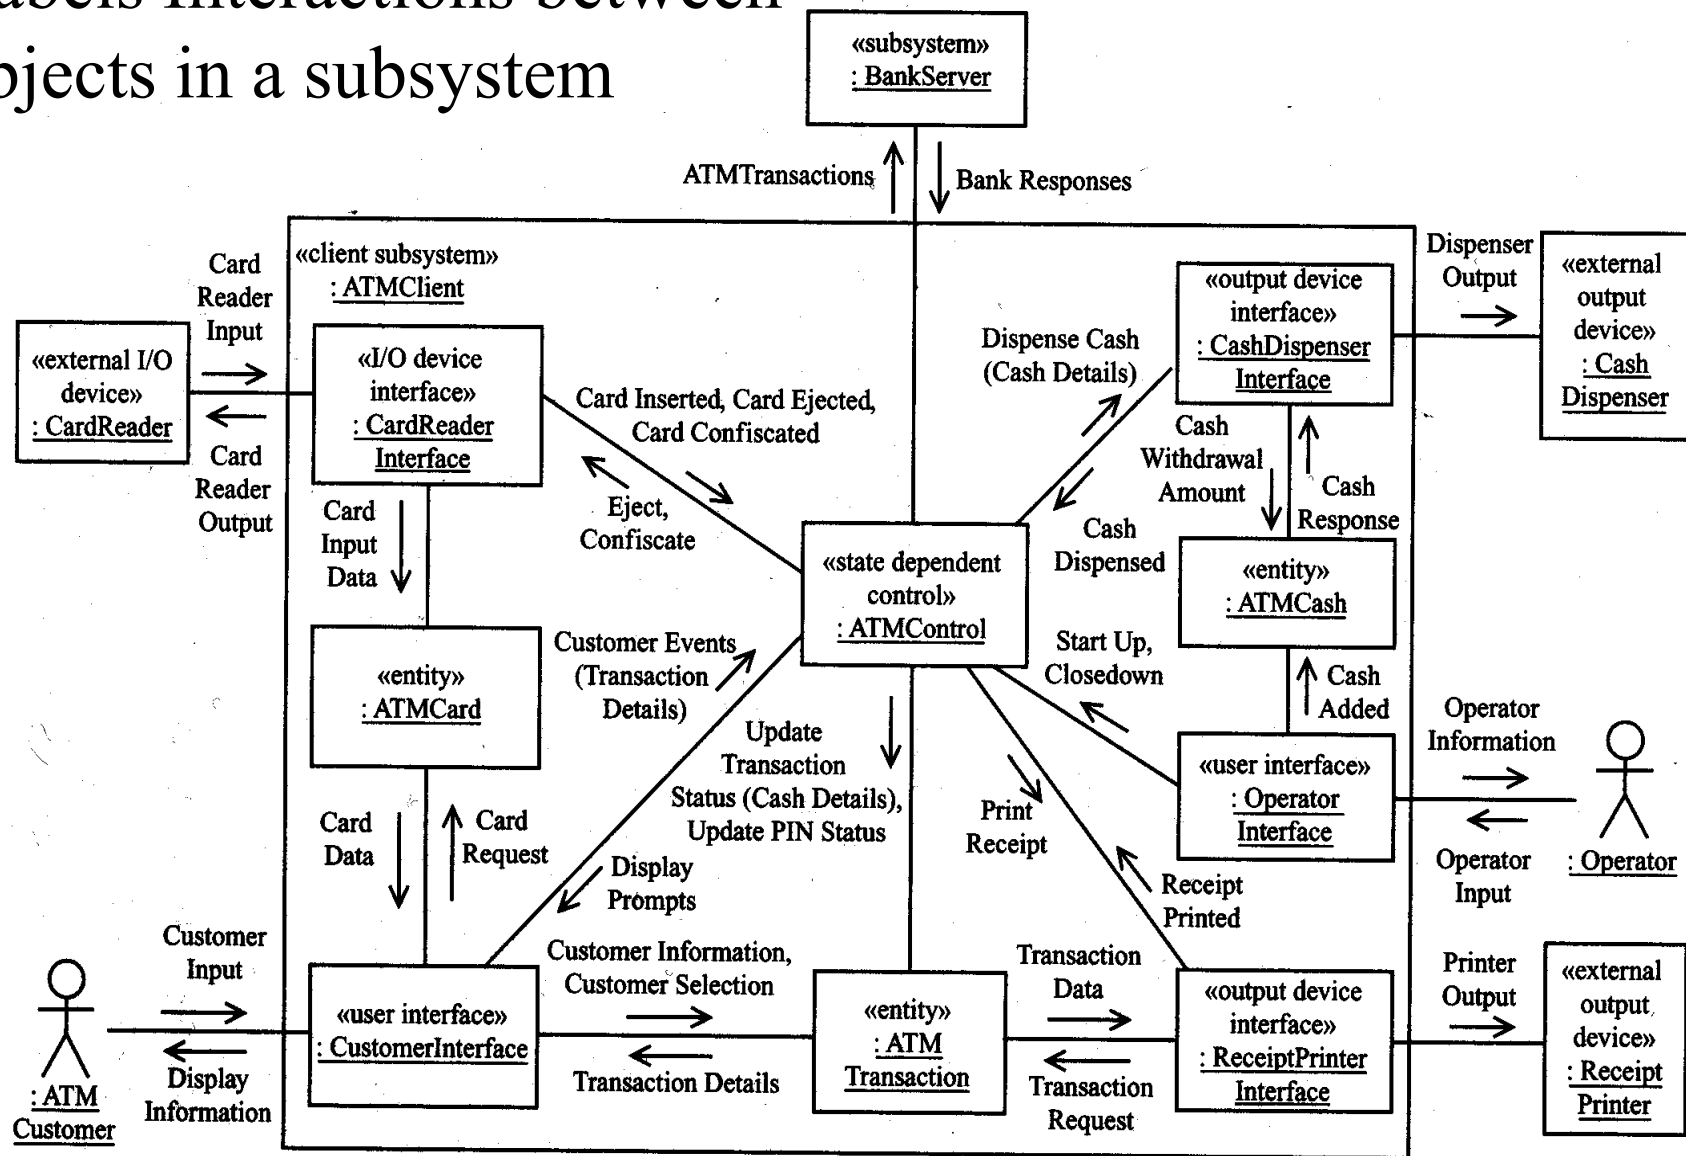 Interactions between
objects in a subsystem
«subsystem»
: BankServer
ATMTransactions
Bank Responses
«client subsystem»
: ATMClient
Card
Reader
Input
«external I/O
device»
: CardReader
Card
Reader
Output
«I/O device
interface»
: CardReader
Interface
Card Inserted, Card Ejected,
Card Confiscated
Eject,
Confiscate
Dispense Cash
(Cash Details)
Cash
Dispensed
«output device
interface»
: CashDispenser
Interface
Dispenser
Output
«external
output
device»
: Cash
Dispenser
Cash
Withdrawal
Amount
Cash
Response
Card
Input
Data
«state dependent
control»
: ATMControl
«entity»
: ATMCash
«entity»
: ATMCard
Customer Events
(Transaction
Details)
Start Up,
Closedown
Cash
Added
Update
Transaction
Status (Cash Details),
Update PIN Status
Print
Receipt
«user interface»
: Operator
Interface
Operator
Information
Operator
Input
: Operator
Card
Data
Card
Request
Display
Prompts
Receipt
Printed
Customer
Input
Display
Information
: ATM
Customer
«user interface»
: CustomerInterface
Customer Information,
Customer Selection
Transaction Details
«entity»
: ATM
Transaction
Transaction
Data
Transaction
Request
«output device
interface»
: ReceiptPrinter
Interface
Printer
Output
«external
output
device»
: Receipt
Printer